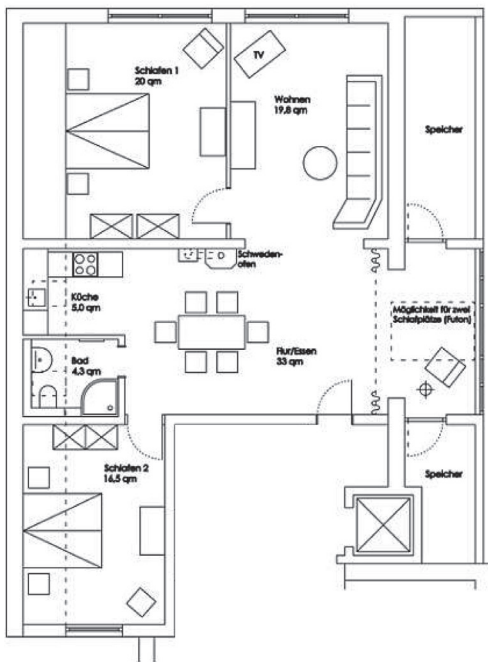 Schlafen 1
20 qm
TV
Wohnen
19,8 qm
Speicher
Schweden-
ofen
Küche
5,0 qm
Möglichkeit für zwei
Schlafplätze (Futon)
Bad
4,3 qm
Flur/Essen
33 qm
Schlafen 2
16,5 qm
Speicher